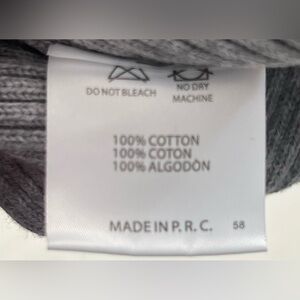 DO NOT BLEACH
NO DRY
MACHINE
100% COTTON
100% COTON
100% ALGODÓN
MADE IN P. R. C. 58